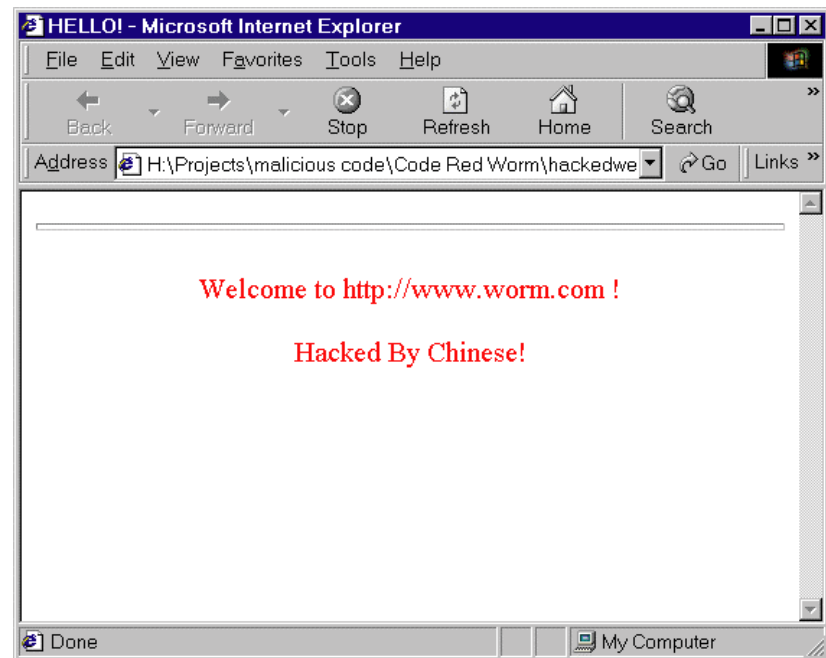 HELLO! - Microsoft Internet Explorer
File Edit View Favorites Tools Help
Back Forward Stop Refresh Home Search »
Address H:\Projects\malicious code\Code Red Worm\hackedwe Go Links »
Welcome to http://www.worm.com !
Hacked By Chinese!
Done My Computer